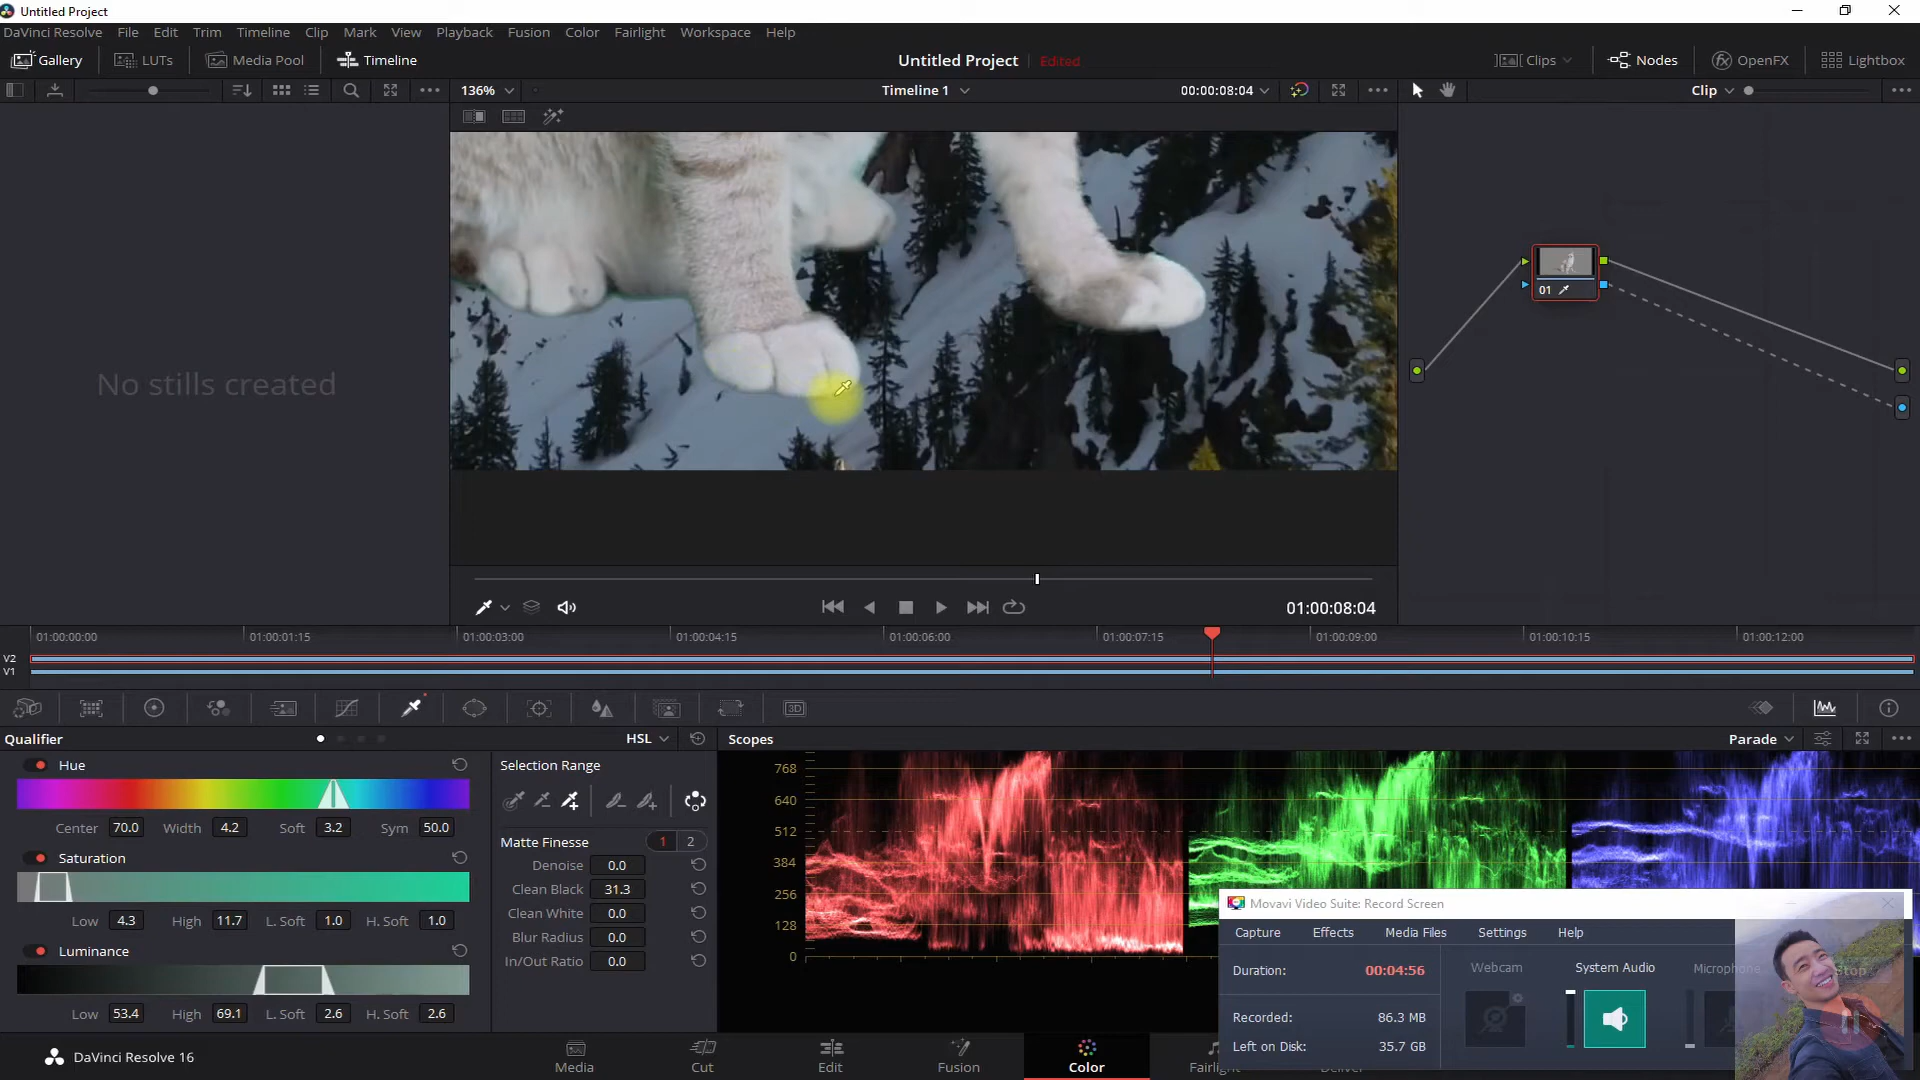 Untitled Project
DaVinci Resolve File Edit Trim Timeline Clip Mark View Playback Fusion Color Fairlight Workspace Help
Gallery LUTs Media Pool Timeline Untitled Project Edited Clips Nodes OpenFX Lightbox
136% Timeline 1 00:00:08:04 Clip
No stills created
01
01:00:08:04
01:00:00:00 01:00:01:15 01:00:03:00 01:00:04:15 01:00:06:00 01:00:07:15 01:00:09:00 01:00:10:15 01:00:12:00
V2
V1
3D
Qualifier HSL Scopes Parade
Hue Selection Range
Center 70.0 Width 4.2 Soft 3.2 Sym 50.0
Matte Finesse 1 2
Saturation
Denoise 0.0
Clean Black 31.3
Low 4.3 High 11.7 L. Soft 1.0 H. Soft 1.0
Clean White 0.0
Blur Radius 0.0
Luminance
In/Out Ratio 0.0
Low 53.4 High 69.1 L. Soft 2.6 H. Soft 2.6
768
640
512
384
256
128
0
Movavi Video Suite: Record Screen
Capture Effects Media Files Settings Help
Duration: 00:04:56 Webcam System Audio Microphone Stop
Recorded: 86.3 MB
Left on Disk: 35.7 GB
DaVinci Resolve 16
Media Cut Edit Fusion Color Fairlight Deliver